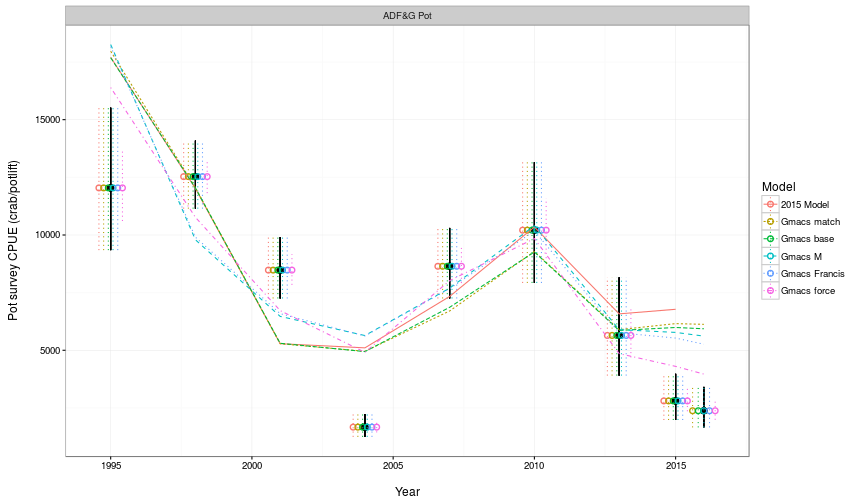 ADF&G Pot
Pot survey CPUE (crab/potlift)
15000
10000
5000
1995
2000
2005
2010
2015
Year
Model
2015 Model
Gmacs match
Gmacs base
Gmacs M
Gmacs Francis
Gmacs force